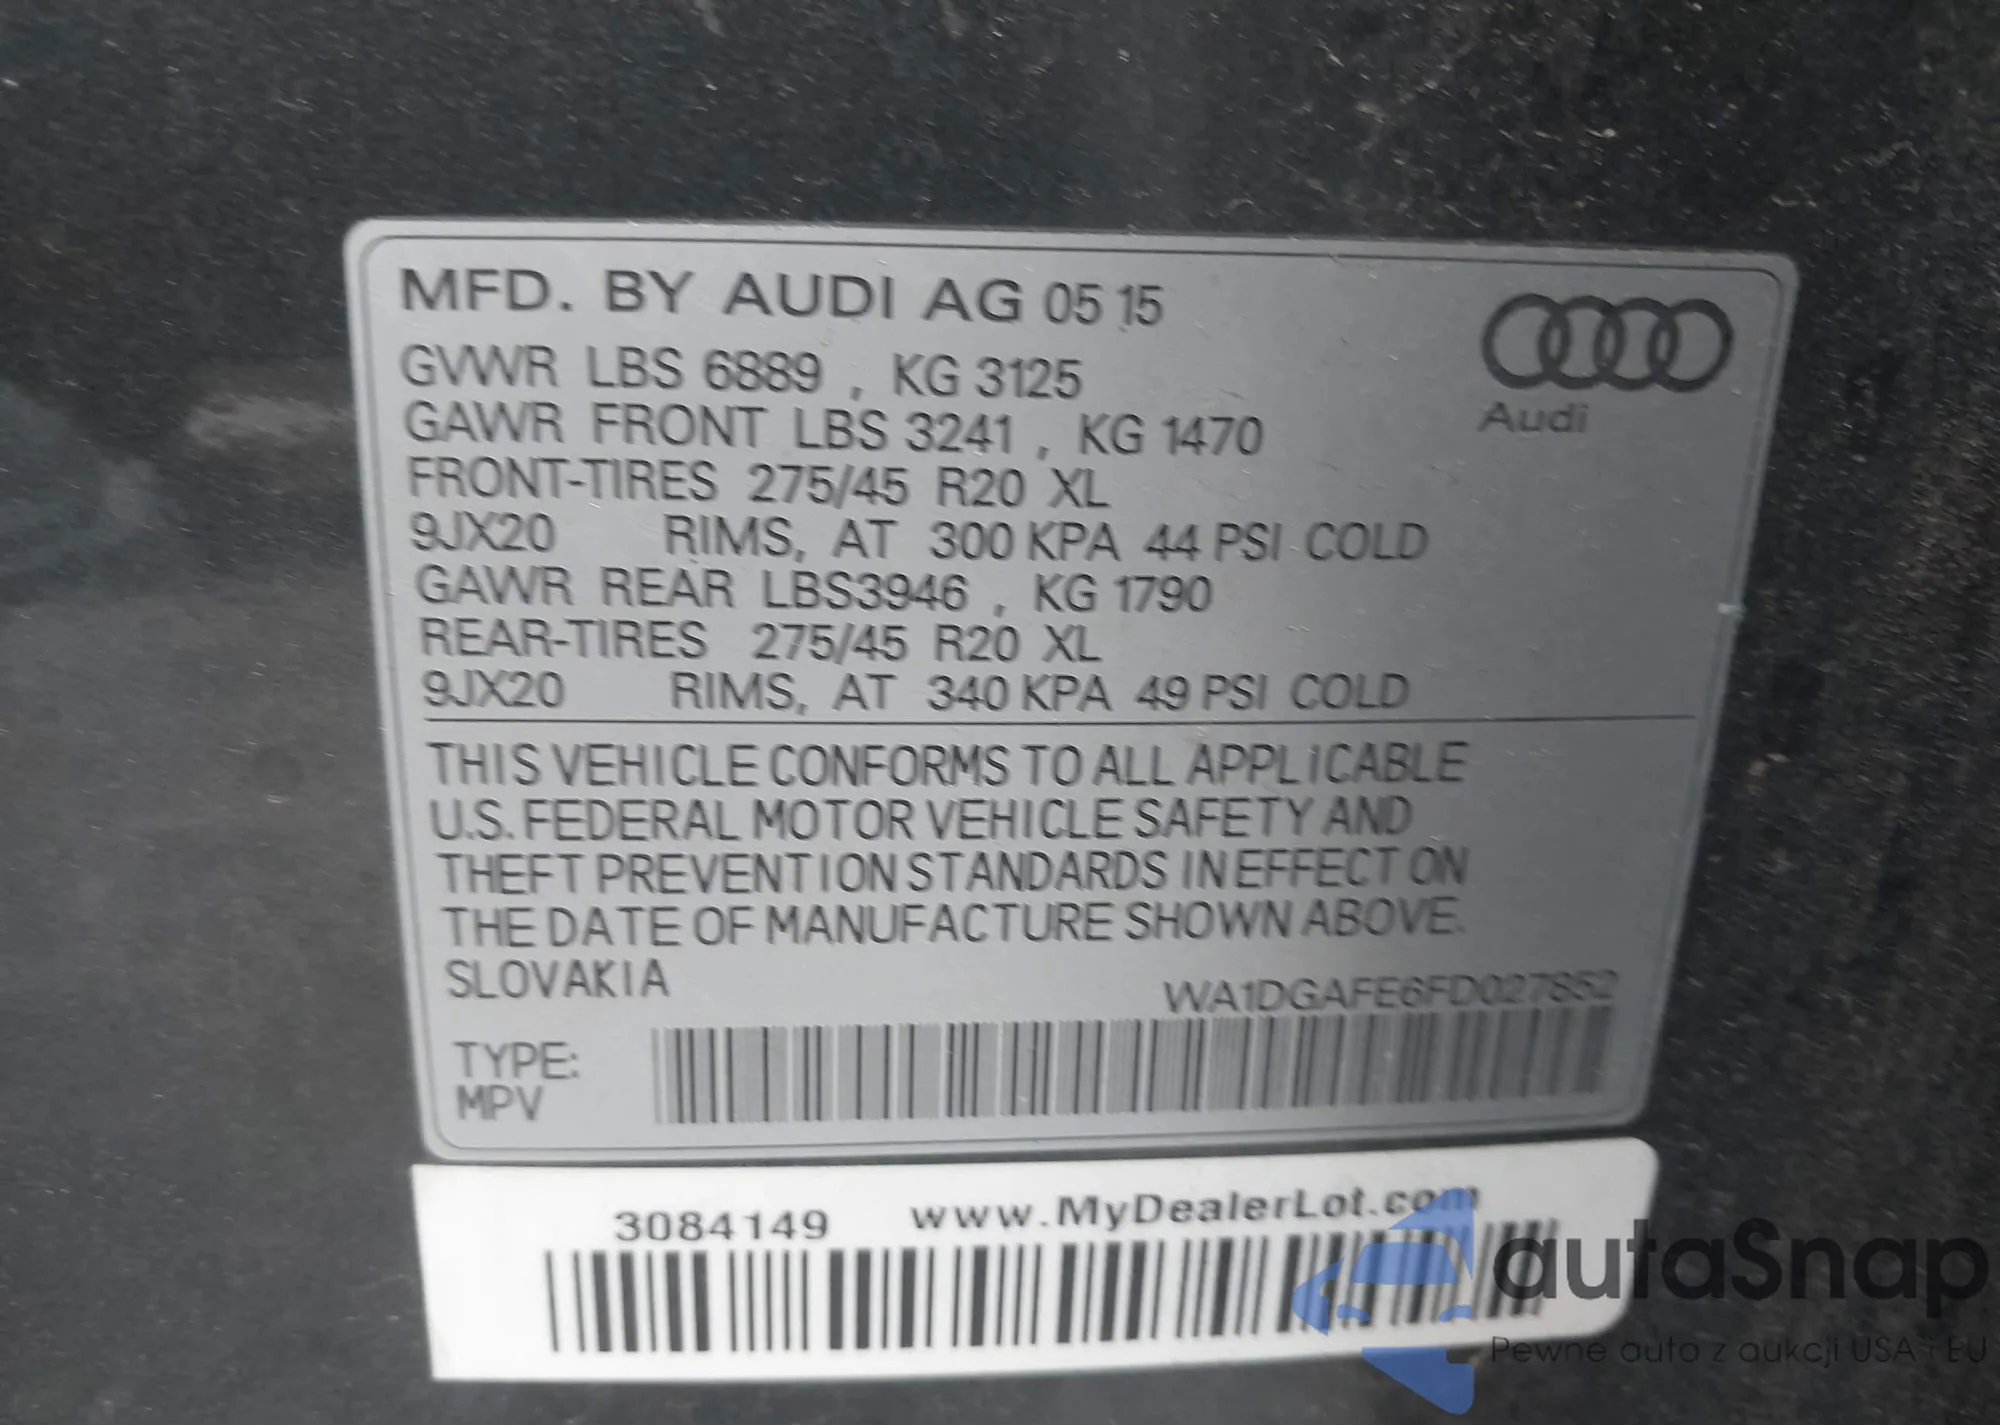 MFD. BY AUDI AG 05 15
Audi
GVWR LBS 6889 , KG 3125
GAWR FRONT LBS 3241 , KG 1470
FRONT-TIRES 275/45 R20 XL
9JX20 RIMS, AT 300 KPA 44 PSI COLD
GAWR REAR LBS3946 , KG 1790
REAR-TIRES 275/45 R20 XL
9JX20 RIMS, AT 340 KPA 49 PSI COLD
THIS VEHICLE CONFORMS TO ALL APPLICABLE
U.S. FEDERAL MOTOR VEHICLE SAFETY AND
THEFT PREVENTION STANDARDS IN EFFECT ON
THE DATE OF MANUFACTURE SHOWN ABOVE.
SLOVAKIA
WA1DGAFE6FD027852
TYPE:
MPV
3084149 www.MyDealerLot.com
autaSnap
Pewne auto z aukcji USA i EU